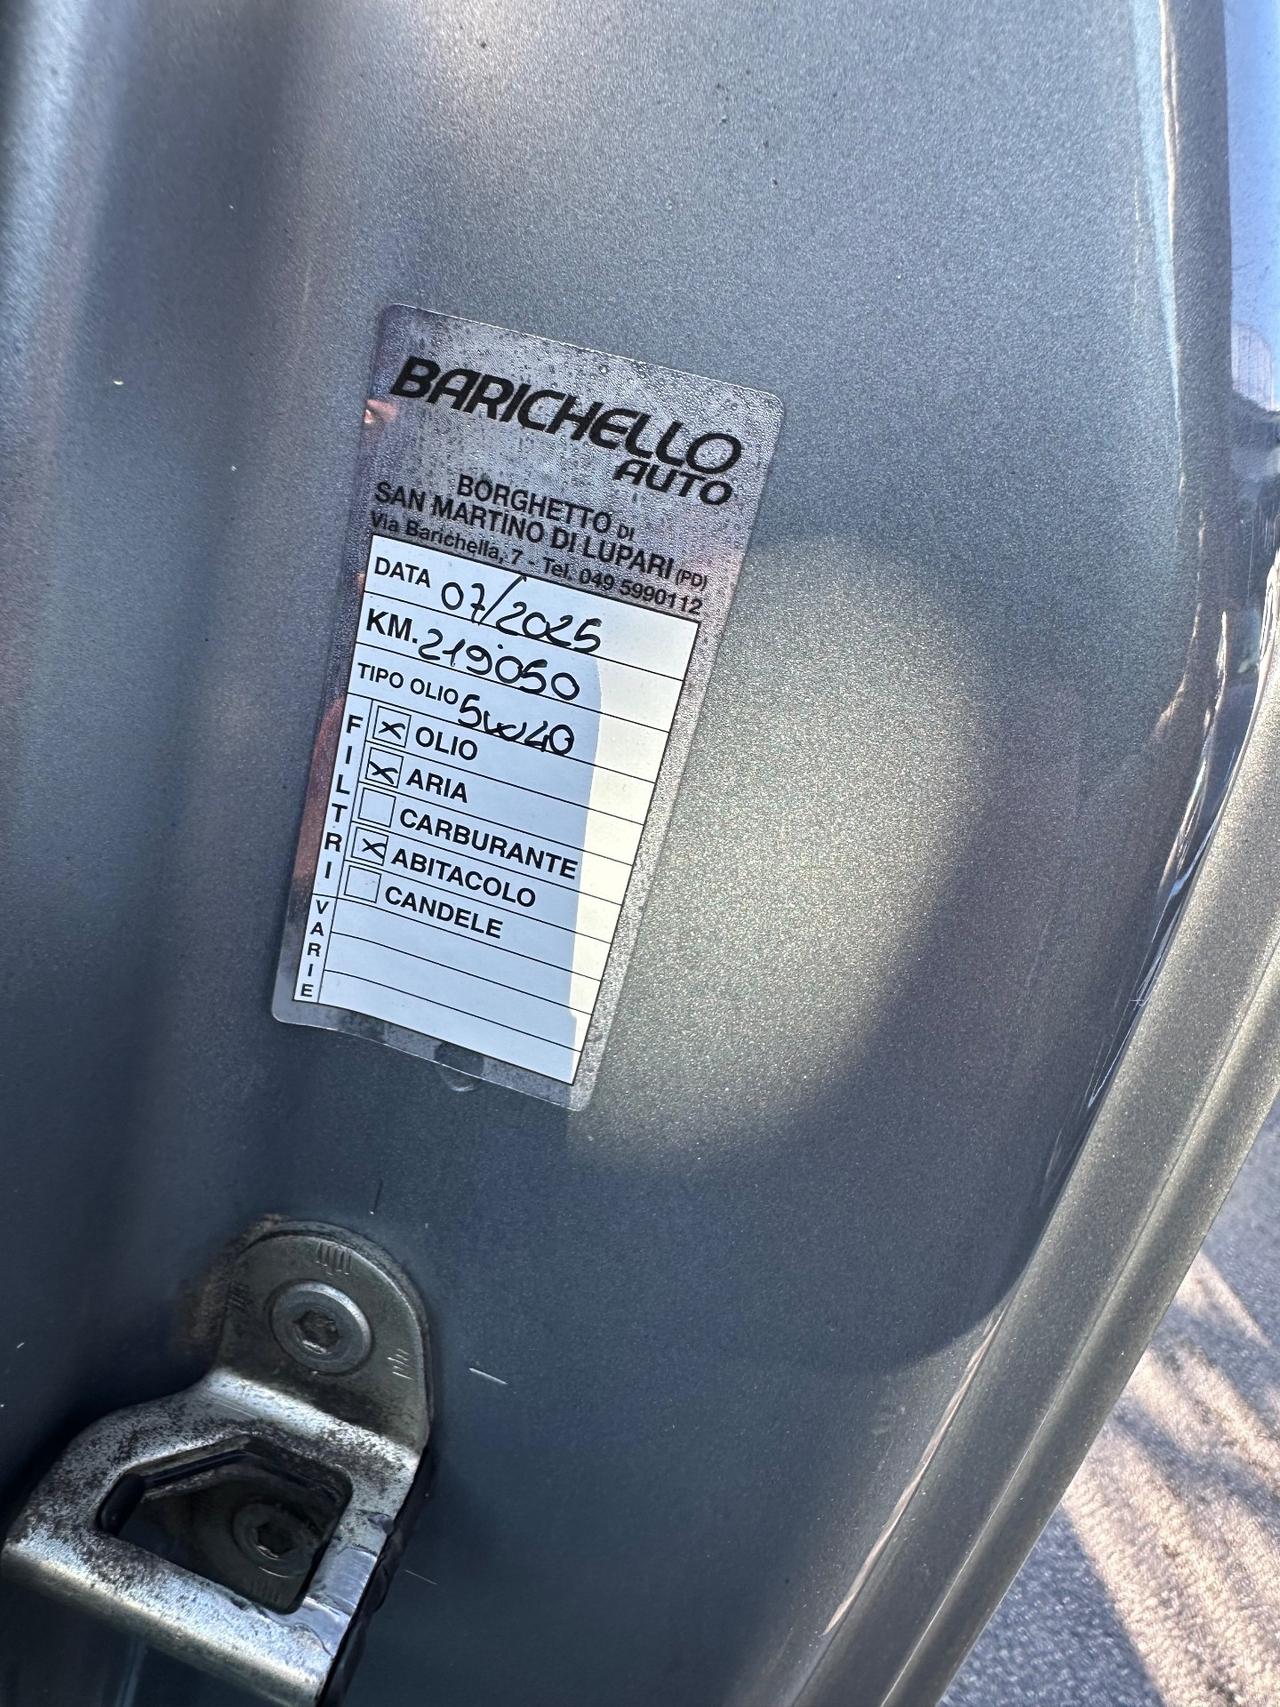 BARICHELLO
AUTO
BORGHETTO DI
SAN MARTINO DI LUPARI (PD)
Via Barichella, 7 - Tel. 049 5990112
DATA 07/2025
KM. 219050
TIPO OLIO 5W40
FILTRI
OLIO
ARIA
CARBURANTE
ABITACOLO
CANDELE
VARIE